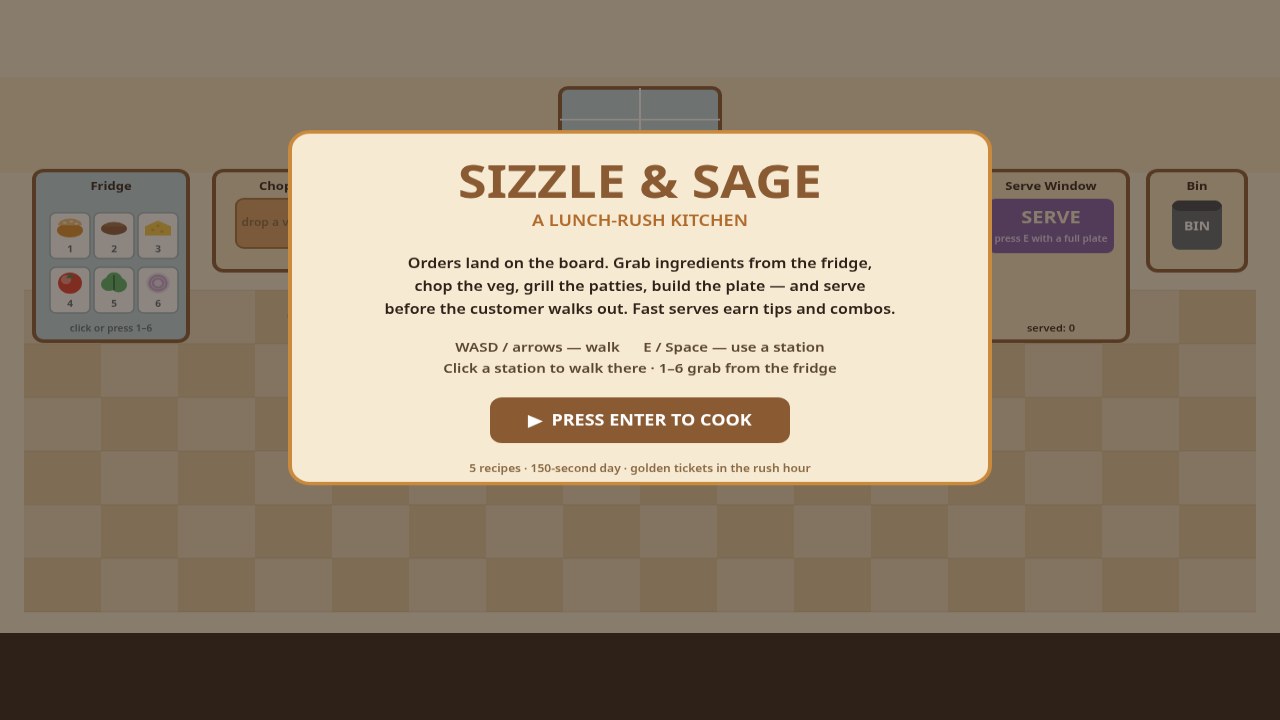 SIZZLE & SAGE
A LUNCH-RUSH KITCHEN
Orders land on the board. Grab ingredients from the fridge,
chop the veg, grill the patties, build the plate — and serve
before the customer walks out. Fast serves earn tips and combos.
WASD / arrows — walk E / Space — use a station
Click a station to walk there · 1–6 grab from the fridge
▶ PRESS ENTER TO COOK
5 recipes · 150-second day · golden tickets in the rush hour
Fridge
1 2 3
4 5 6
click or press 1–6
drop a
Serve Window
SERVE
press E with a full plate
served: 0
Bin
BIN